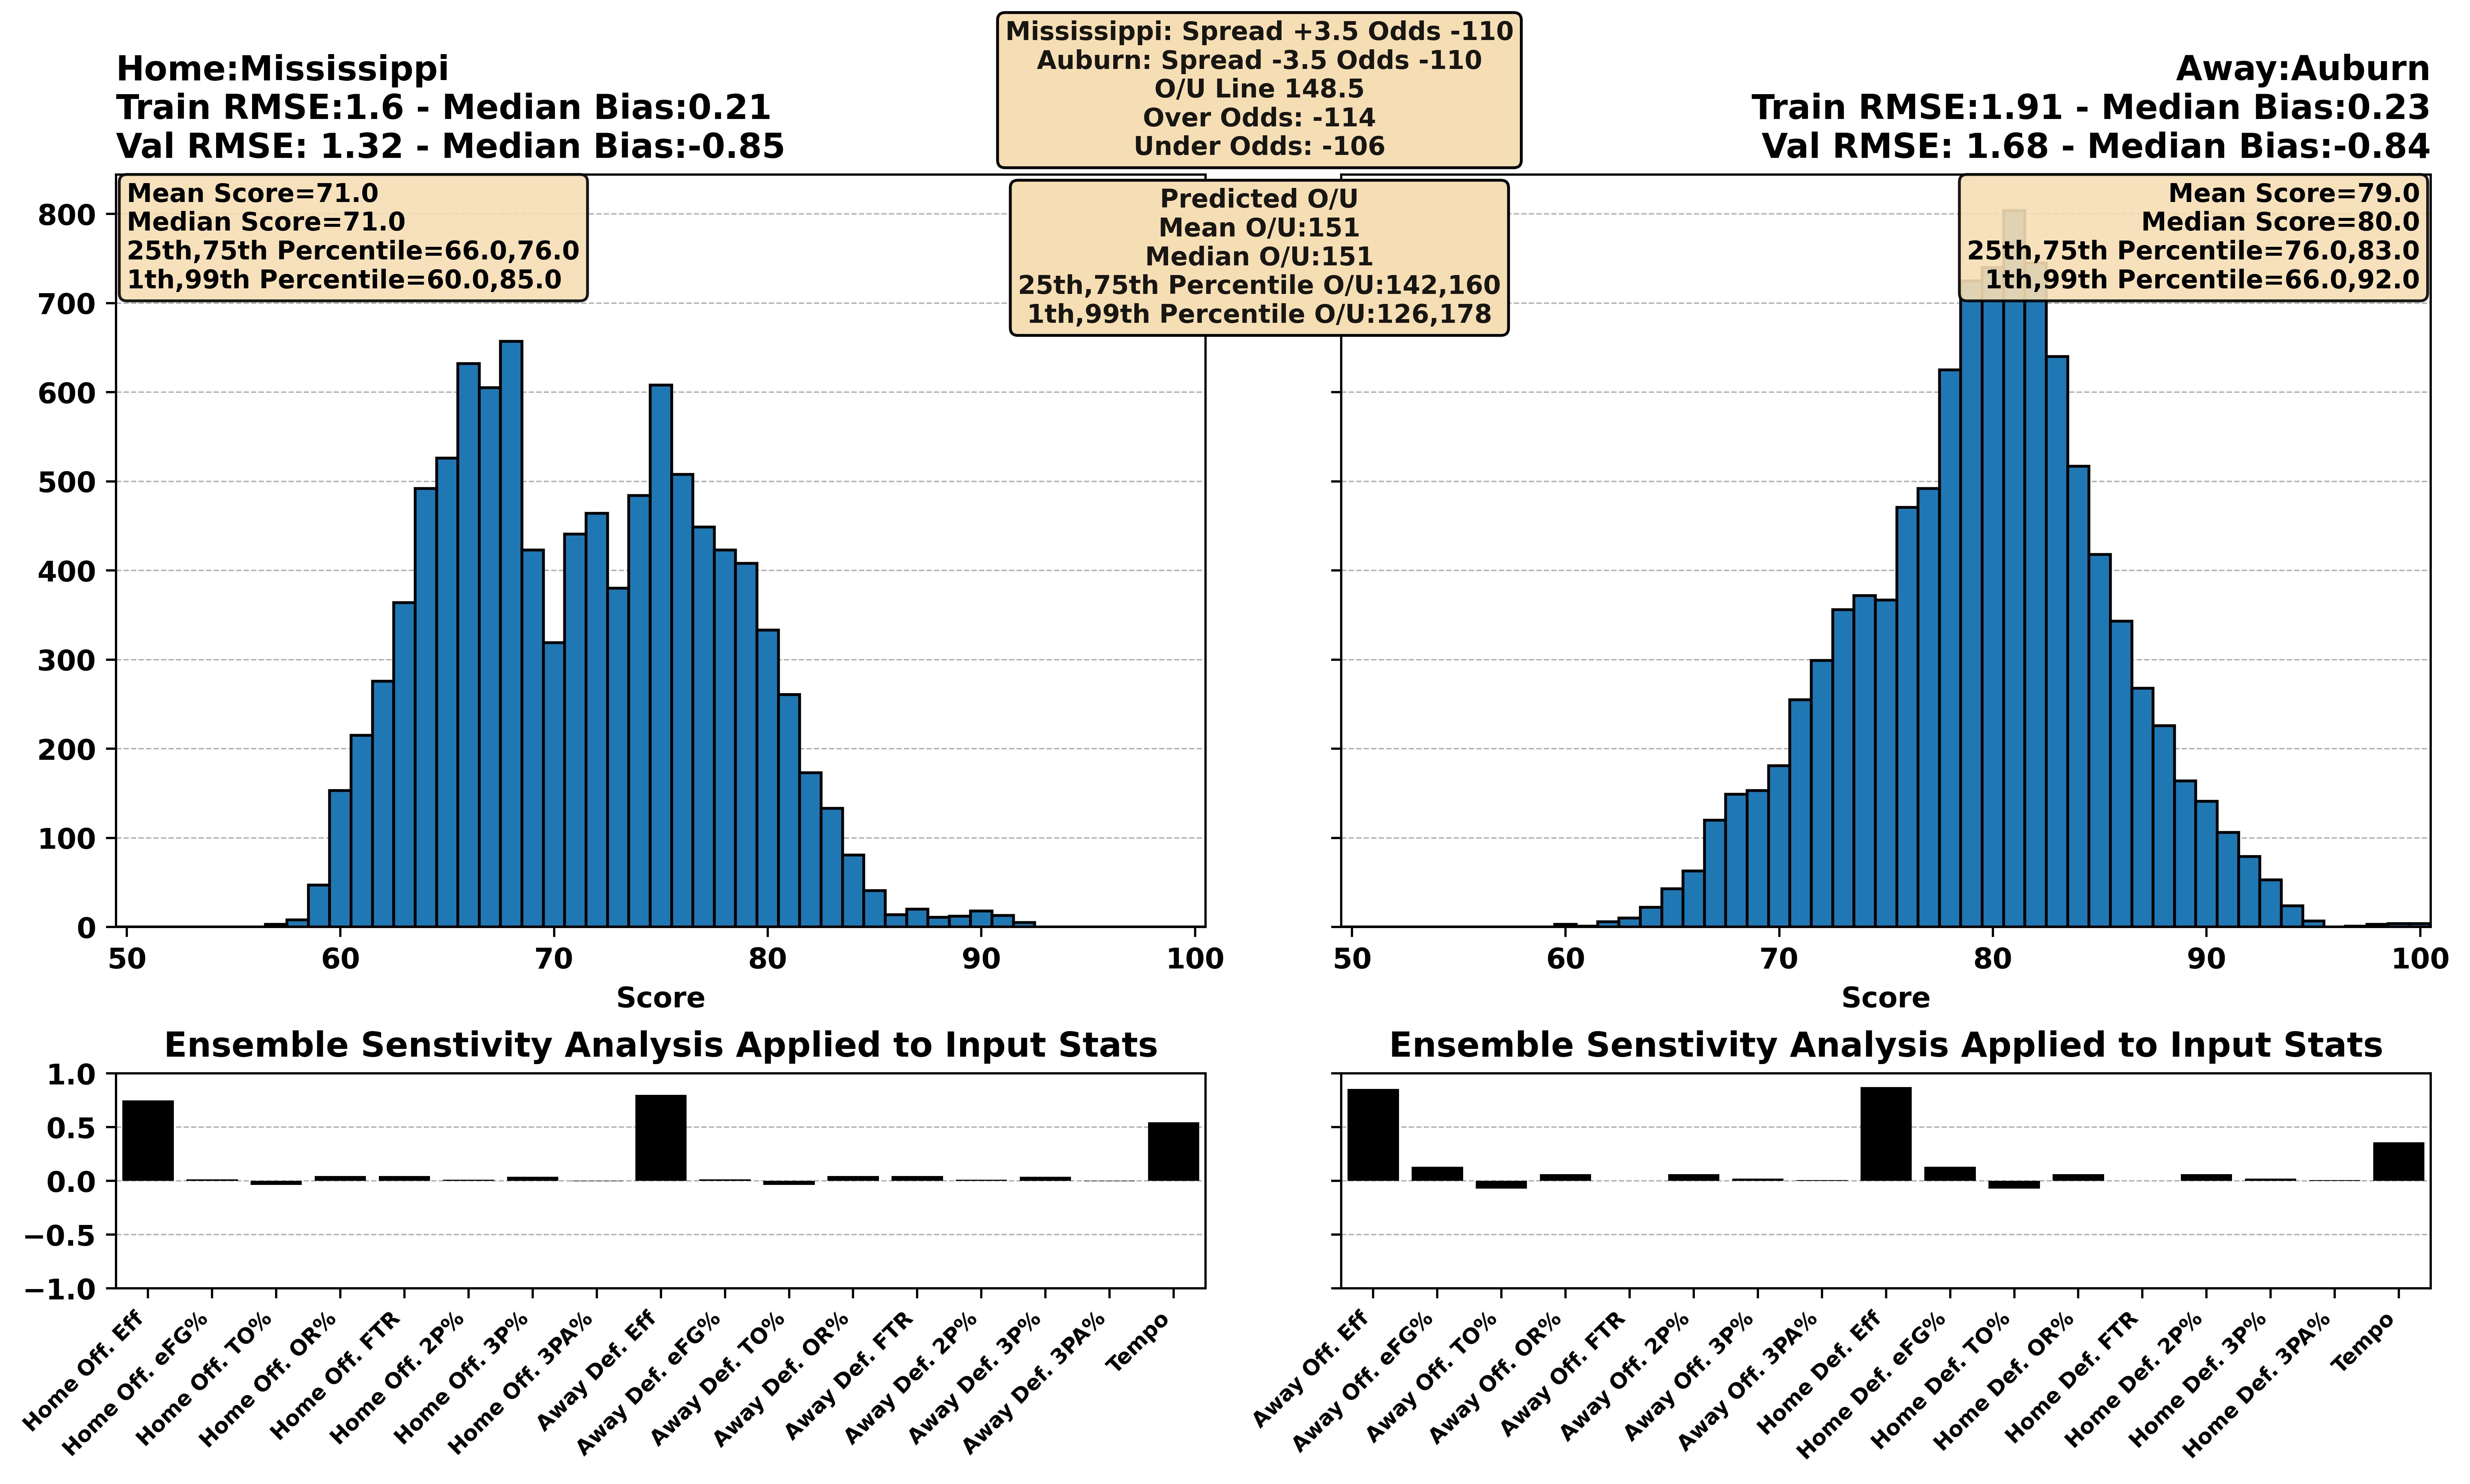 Mississippi: Spread +3.5 Odds -110
Auburn: Spread -3.5 Odds -110
O/U Line 148.5
Over Odds: -114
Under Odds: -106
Home:Mississippi
Train RMSE:1.6 - Median Bias:0.21
Val RMSE: 1.32 - Median Bias:-0.85
Away:Auburn
Train RMSE:1.91 - Median Bias:0.23
Val RMSE: 1.68 - Median Bias:-0.84
Mean Score=71.0
Median Score=71.0
25th,75th Percentile=66.0,76.0
1th,99th Percentile=60.0,85.0
Predicted O/U
Mean O/U:151
Median O/U:151
25th,75th Percentile O/U:142,160
1th,99th Percentile O/U:126,178
Mean Score=79.0
Median Score=80.0
25th,75th Percentile=76.0,83.0
1th,99th Percentile=66.0,92.0
800
700
600
500
400
300
200
100
0
50 60 70 80 90 100
Score
50 60 70 80 90 100
Score
Ensemble Senstivity Analysis Applied to Input Stats
1.0
0.5
0.0
−0.5
−1.0
Home Off. Eff
Home Off. eFG%
Home Off. TO%
Home Off. OR%
Home Off. FTR
Home Off. 2P%
Home Off. 3P%
Home Off. 3PA%
Away Def. Eff
Away Def. eFG%
Away Def. TO%
Away Def. OR%
Away Def. FTR
Away Def. 2P%
Away Def. 3P%
Away Def. 3PA%
Tempo
Ensemble Senstivity Analysis Applied to Input Stats
Away Off. Eff
Away Off. eFG%
Away Off. TO%
Away Off. OR%
Away Off. FTR
Away Off. 2P%
Away Off. 3P%
Away Off. 3PA%
Home Def. Eff
Home Def. eFG%
Home Def. TO%
Home Def. OR%
Home Def. FTR
Home Def. 2P%
Home Def. 3P%
Home Def. 3PA%
Tempo